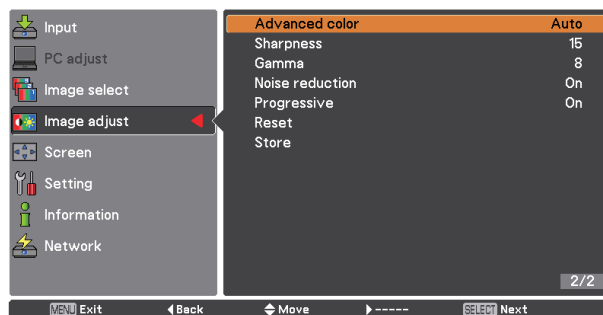 Input
PC adjust
Image select
Image adjust
Screen
Setting
Information
Network
Advanced color Auto
Sharpness 15
Gamma 8
Noise reduction On
Progressive On
Reset
Store
2/2
MENU Exit Back Move ----- SELECT Next